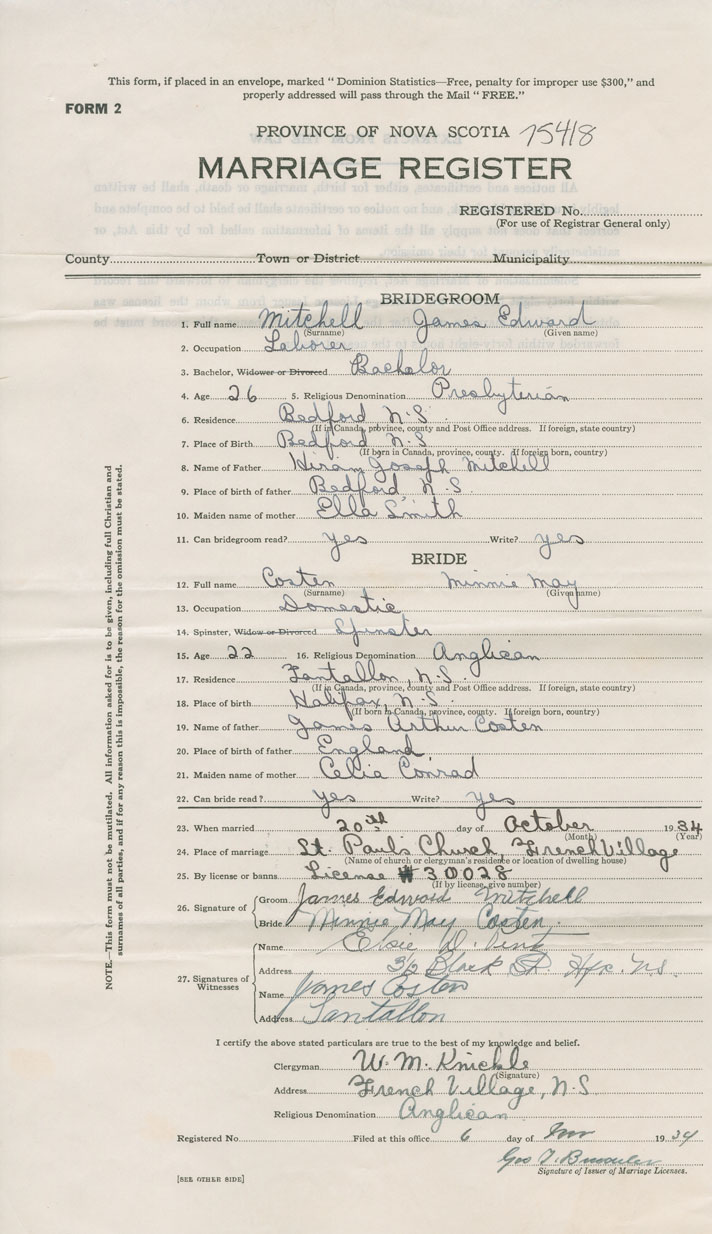 This form, if placed in an envelope, marked “ Dominion Statistics—Free, penalty for improper use $300,” and
properly addressed will pass through the Mail “ FREE.”
FORM 2
PROVINCE OF NOVA SCOTIA 75418
MARRIAGE REGISTER
REGISTERED No.
(For use of Registrar General only)
County Town or District Municipality
BRIDEGROOM
1. Full name Mitchell James Edward
(Surname) (Given name)
2. Occupation Laborer
3. Bachelor, Widower or Divorced Bachelor
4. Age 26 5. Religious Denomination Presbyterian
6. Residence Bedford N.S.
(If in Canada, province, county and Post Office address. If foreign, state country)
7. Place of Birth Bedford N.S
(If born in Canada, province, county. If foreign born, country)
8. Name of Father Hiram Joseph Mitchell
9. Place of birth of father Bedford N.S.
10. Maiden name of mother Ella Smith
11. Can bridegroom read? yes Write? yes
BRIDE
12. Full name Costen Minnie May
(Surname) (Given name)
13. Occupation Domestic
14. Spinster, Widow or Divorced Spinster
15. Age 22 16. Religious Denomination Anglican
17. Residence Tantallon, N.S.
(If in Canada, province, county and Post Office address. If foreign, state country)
18. Place of birth Halifax, N.S.
(If born in Canada, province, county. If foreign born, country)
19. Name of father James Arthur Costen
20. Place of birth of father England
21. Maiden name of mother Celia Conrad
22. Can bride read? yes Write? yes
23. When married 20th day of October 1934
(Month) (Year)
24. Place of marriage St. Paul's Church, French Village
(Name of church or clergyman's residence or location of dwelling house)
25. By license or banns License #30028
(If by license, give number)
26. Signature of Groom James Edward Mitchell
Bride Minnie May Costen
27. Signatures of Witnesses
Name Elsie D.
Address Black St. Hfx. N.S.
Name James Costen
Address Tantallon
I certify the above stated particulars are true to the best of my knowledge and belief.
Clergyman W. M. Knickle
(Signature)
Address French Village, N.S
Religious Denomination Anglican
Registered No. Filed at this office 6 day of Nov 1934
Geo T.
Signature of Issuer of Marriage Licenses.
[SEE OTHER SIDE]
NOTE.—This form must not be mutilated. All information asked for is to be given, including full Christian and
surnames of all parties, and if for any reason this is impossible, the reason for the omission must be stated.